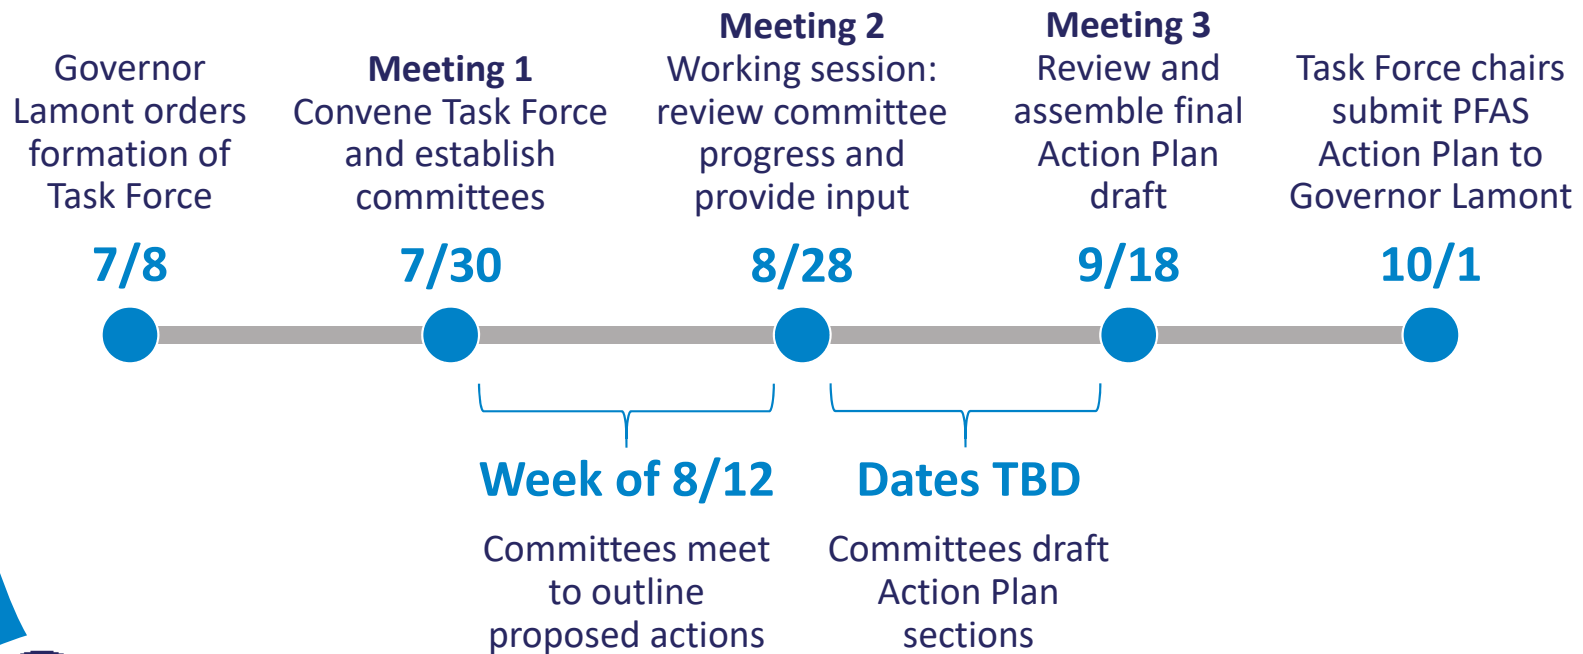 Governor
Lamont orders
formation of
Task Force
7/8
Meeting 1
Convene Task Force
and establish
committees
7/30
Meeting 2
Working session:
review committee
progress and
provide input
8/28
Meeting 3
Review and
assemble final
Action Plan
draft
9/18
Task Force chairs
submit PFAS
Action Plan to
Governor Lamont
10/1
Week of 8/12
Committees meet
to outline
proposed actions
Dates TBD
Committees draft
Action Plan
sections